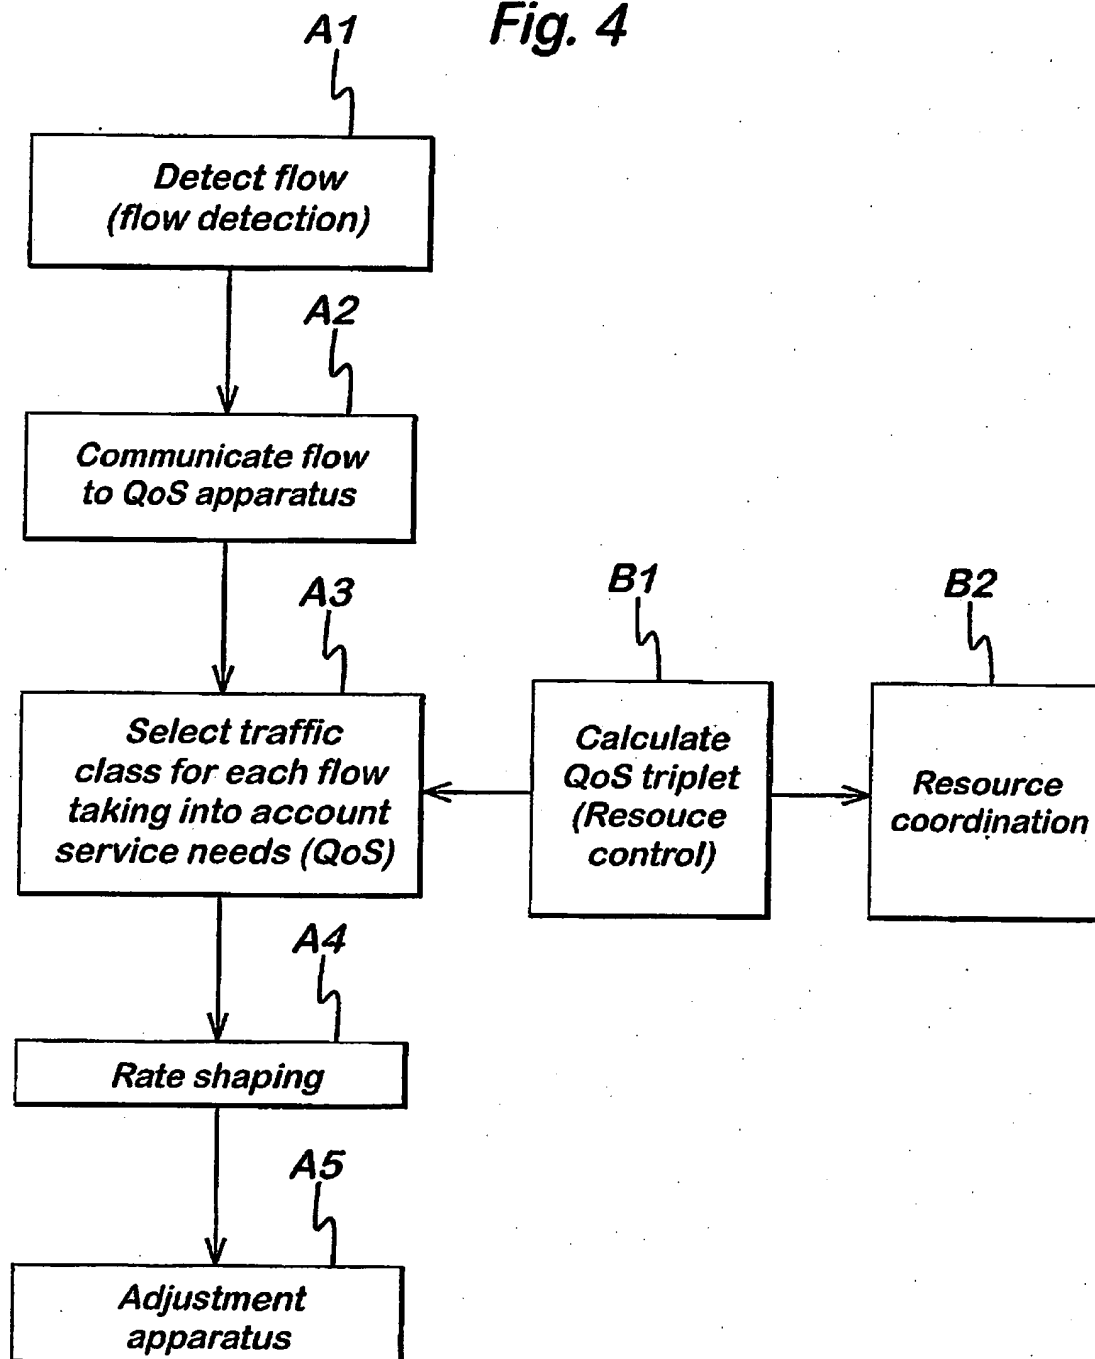 Fig. 4
A1
Detect flow
(flow detection)
A2
Communicate flow
to QoS apparatus
A3
Select traffic
class for each flow
taking into account
service needs (QoS)
B1
Calculate
QoS triplet
(Resouce
control)
B2
Resource
coordination
A4
Rate shaping
A5
Adjustment
apparatus